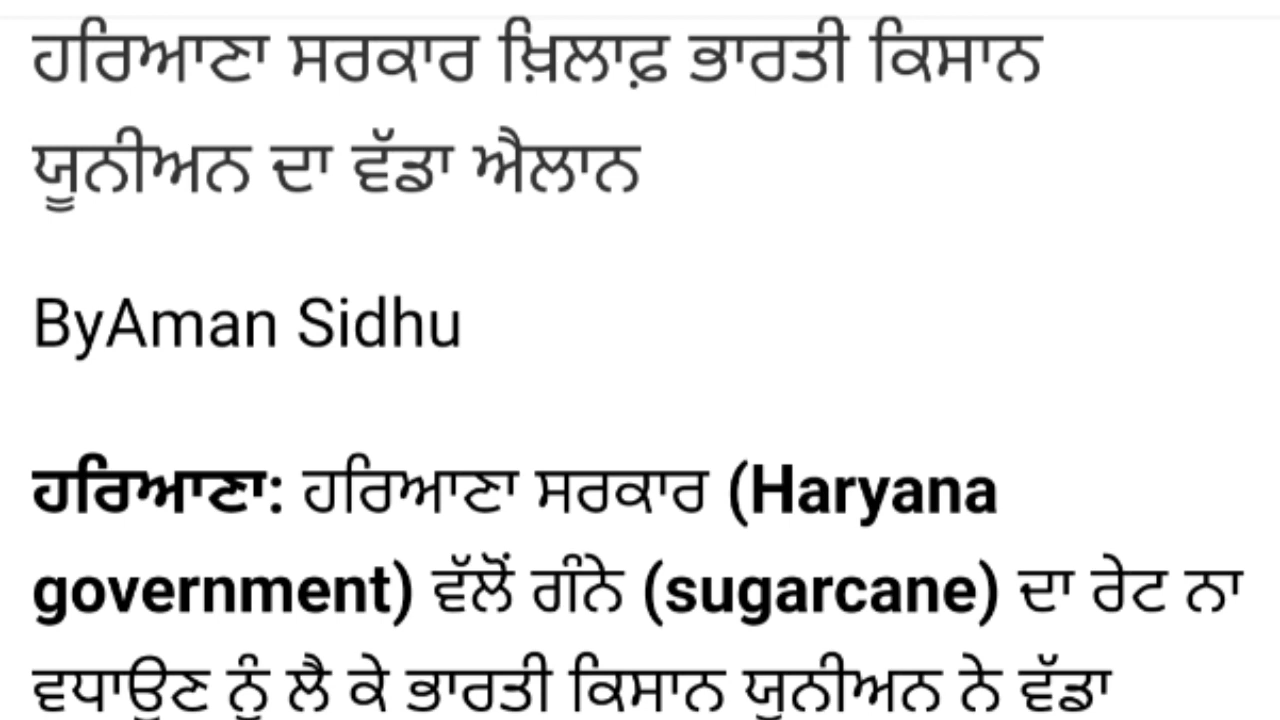 ਹਰਿਆਣਾ ਸਰਕਾਰ ਖ਼ਿਲਾਫ਼ ਭਾਰਤੀ ਕਿਸਾਨ
ਯੂਨੀਅਨ ਦਾ ਵੱਡਾ ਐਲਾਨ
ByAman Sidhu
ਹਰਿਆਣਾ: ਹਰਿਆਣਾ ਸਰਕਾਰ (Haryana
government) ਵੱਲੋਂ ਗੰਨੇ (sugarcane) ਦਾ ਰੇਟ ਨਾ
ਵਧਾਉਣ ਨੂੰ ਲੈ ਕੇ ਭਾਰਤੀ ਕਿਸਾਨ ਯੂਨੀਅਨ ਨੇ ਵੱਡਾ